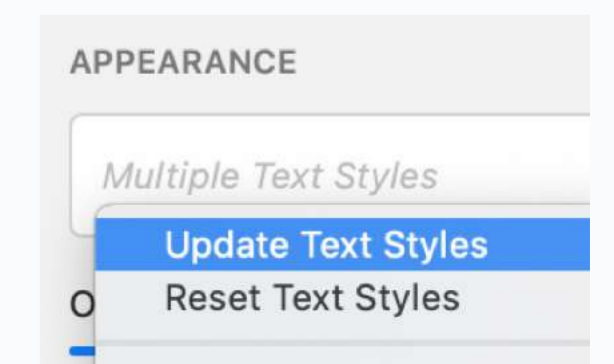 APPEARANCE
Multiple Text Styles
Update Text Styles
O
Reset Text Styles